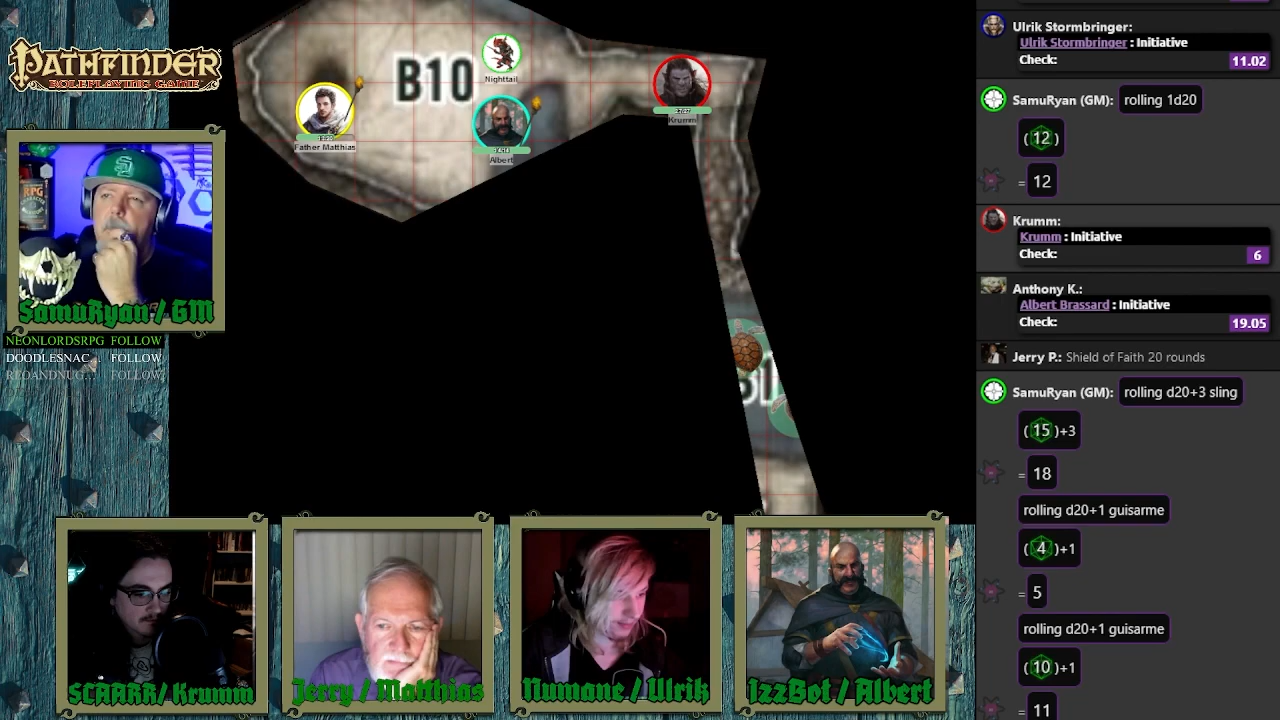 PATHFINDER
ROLEPLAYING GAME
RPG
SamuRyan / GM
NEONLORDSRPG FOLLOW
DOODLESNAC... FOLLOW
REOANDNUG... FOLLOW
B10
Nighttail
Father Matthias
Albert
Krumm
SCAARR/ Krumm
Jerry / Matthias
Numane / Ulrik
IzzBot / Albert
Ulrik Stormbringer:
Ulrik Stormbringer : Initiative
Check:
11.02
SamuRyan (GM): rolling 1d20
(12)
= 12
Krumm:
Krumm : Initiative
Check:
6
Anthony K.:
Albert Brassard : Initiative
Check:
19.05
Jerry P.: Shield of Faith 20 rounds
SamuRyan (GM): rolling d20+3 sling
(15)+3
= 18
rolling d20+1 guisarme
(4)+1
= 5
rolling d20+1 guisarme
(10)+1
= 11